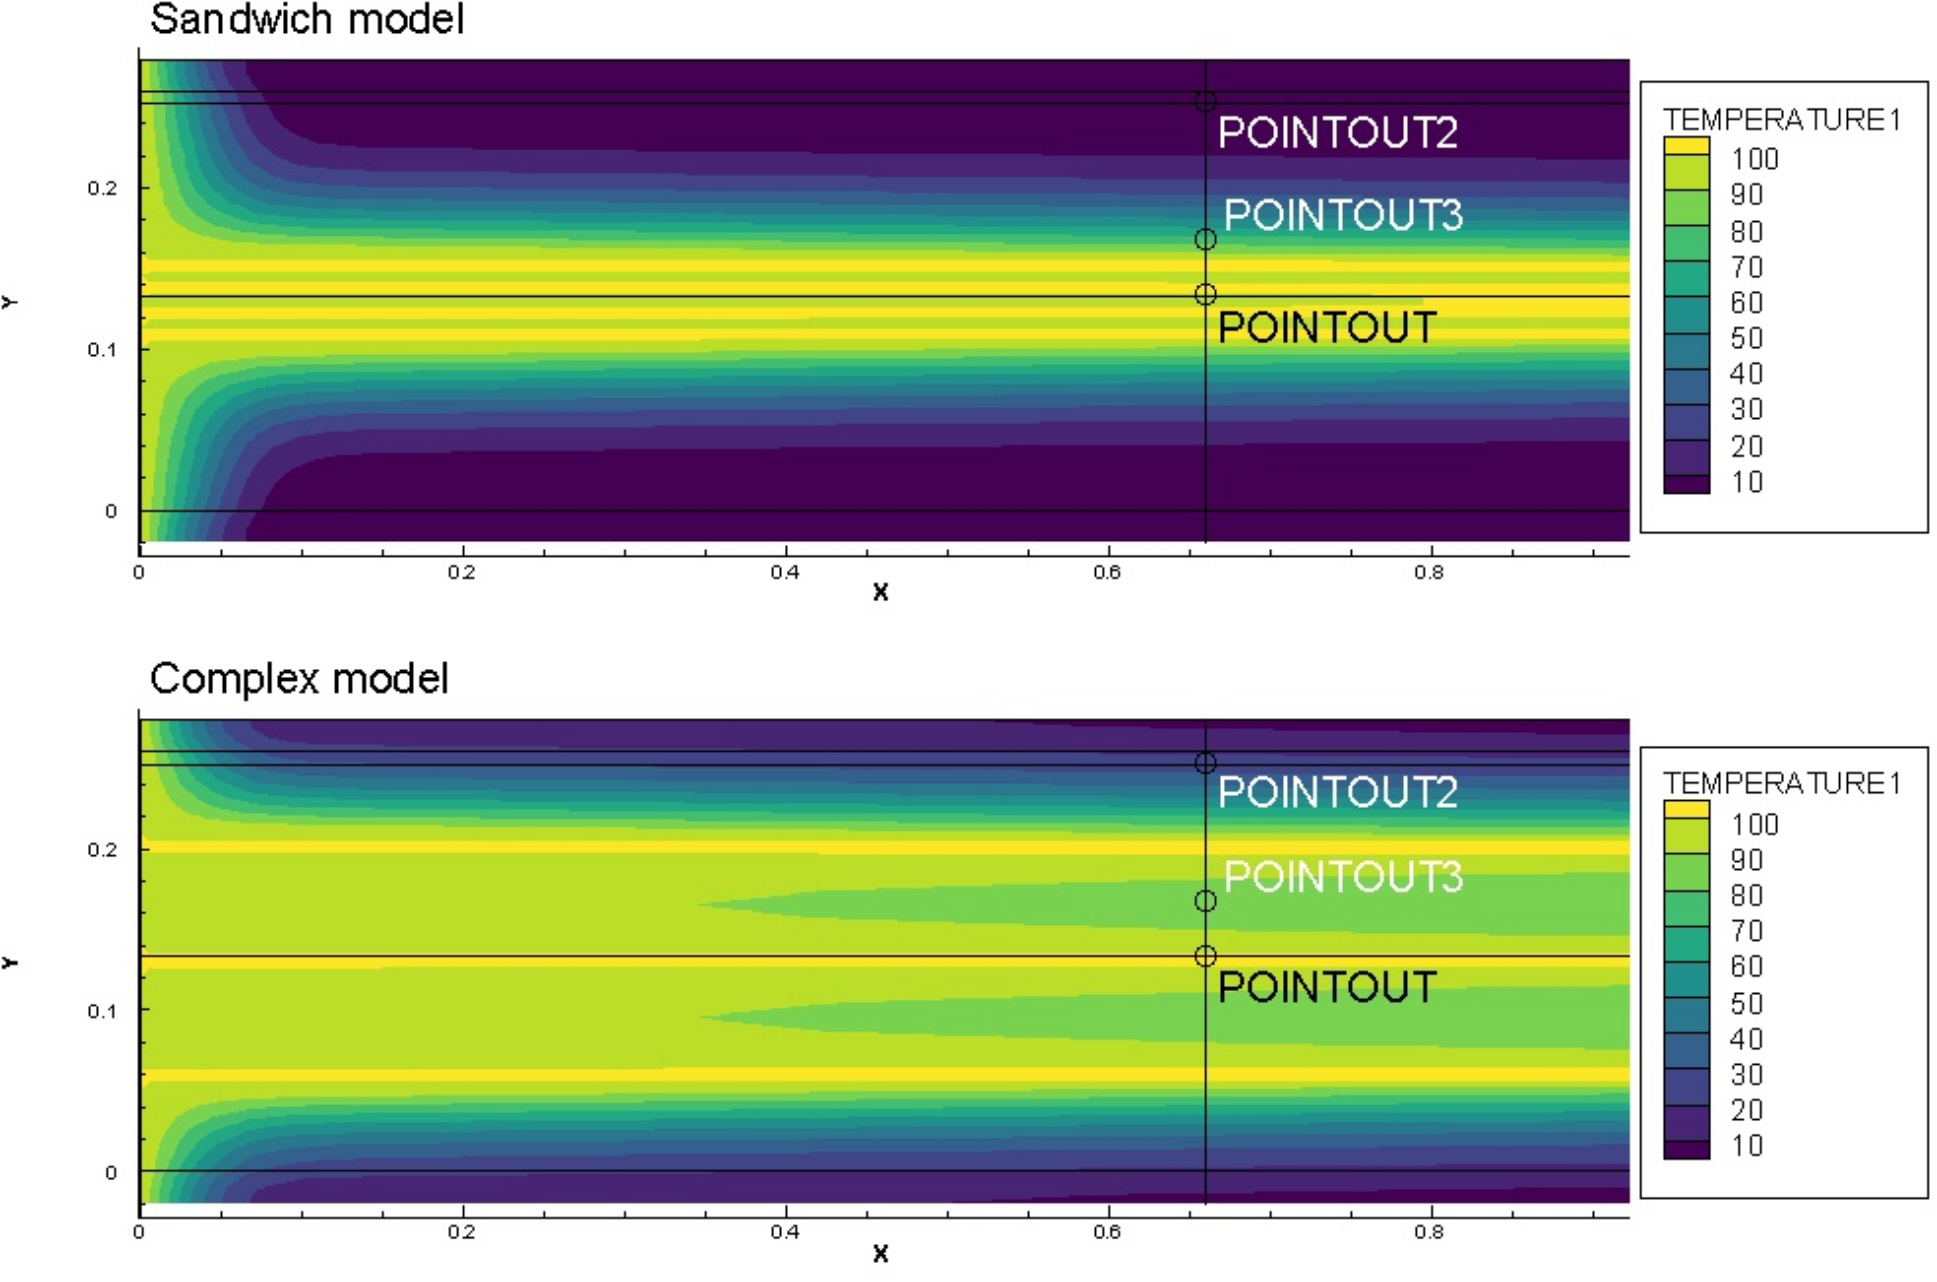 Sandwich model
TEMPERATURE1
100
90
80
70
60
50
40
30
20
10
POINTOUT2
POINTOUT3
POINTOUT
Y
0.2
0.1
0
0 0.2 0.4 0.6 0.8
X
Complex model
TEMPERATURE1
100
90
80
70
60
50
40
30
20
10
POINTOUT2
POINTOUT3
POINTOUT
Y
0.2
0.1
0
0 0.2 0.4 0.6 0.8
X